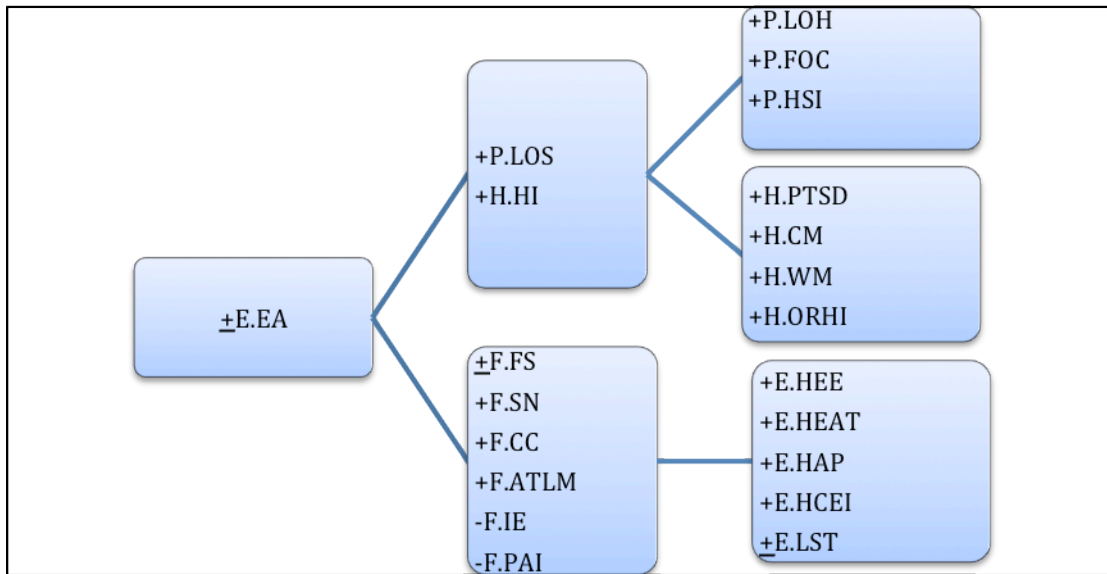 +P.LOH
+P.FOC
+P.HSI
+P.LOS
+H.HI
+H.PTSD
+H.CM
+H.WM
+H.ORHI
±E.EA
±F.FS
+F.SN
+F.CC
+F.ATLM
-F.IE
-F.PAI
+E.HEE
+E.HEAT
+E.HAP
+E.HCEI
±E.LST